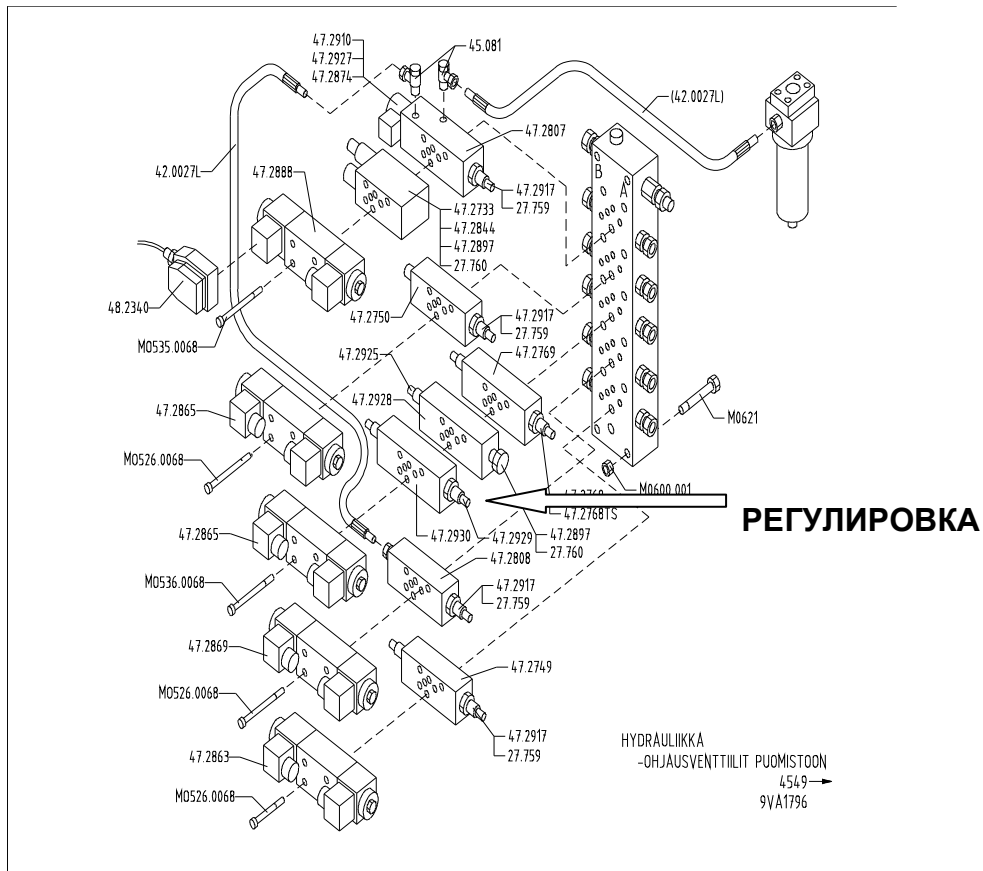 47.2910
47.2927
47.2874
45.081
(42.0027L)
47.2807
42.0027L
47.2888
47.2917
27.759
47.2733
47.2844
47.2897
27.760
B
A
48.2340
47.2750
47.2917
27.759
M0535.0068
47.2925
47.2769
47.2928
47.2865
M0621
M0526.0068
M0600.001
47.2768TS
РЕГУЛИРОВКА
47.2930
47.2929
47.2897
27.760
47.2865
47.2808
M0536.0068
47.2917
27.759
47.2869
47.2749
M0526.0068
47.2917
27.759
HYDRAULIIKKA
-OHJAUSVENTTIILIT PUOMISTOON
4549
9VA1796
47.2863
M0526.0068